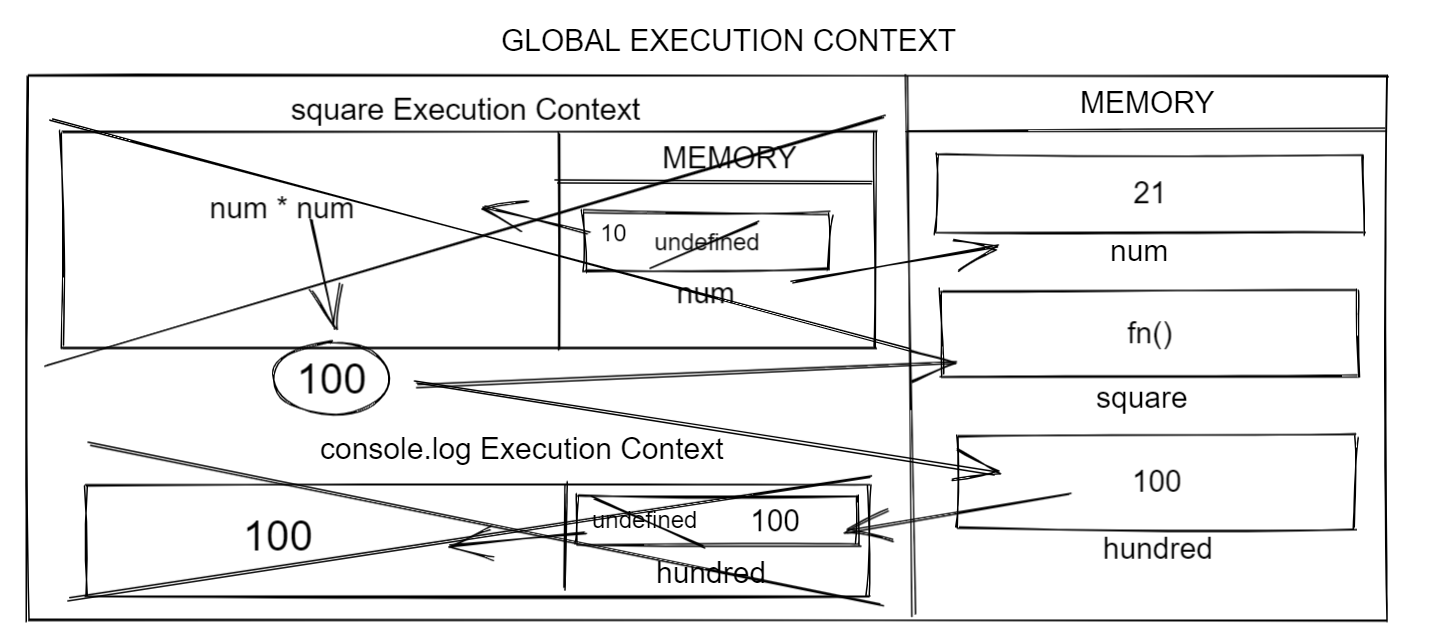 GLOBAL EXECUTION CONTEXT
square Execution Context
MEMORY
num * num
10 undefined
num
100
console.log Execution Context
100
undefined 100
hundred
MEMORY
21
num
fn()
square
100
hundred